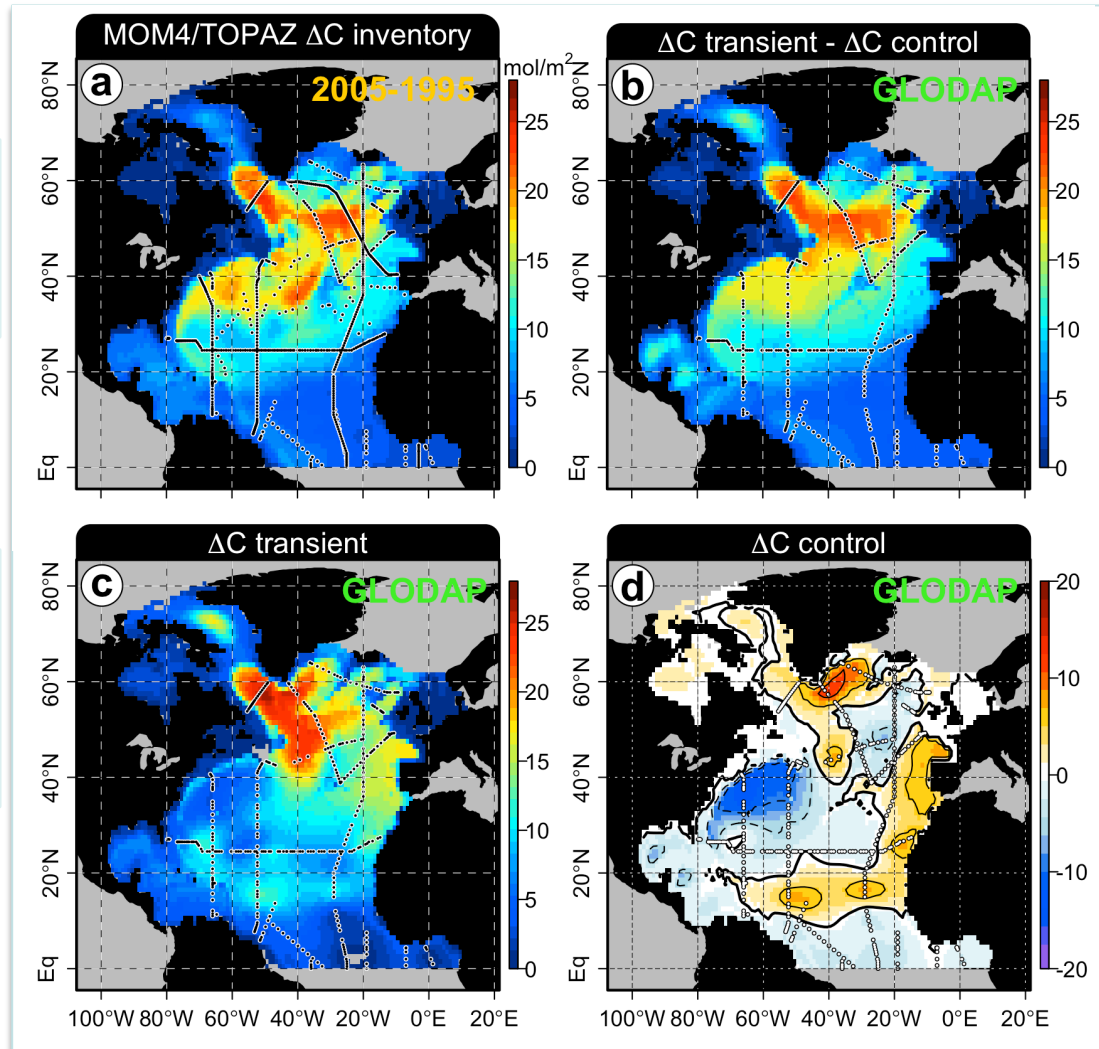 MOM4/TOPAZ ΔC inventory
a
2005-1995
mol/m²
80°N
60°N
40°N
20°N
Eq
25
20
15
10
5
0
ΔC transient - ΔC control
b
GLODAP
80°N
60°N
40°N
20°N
Eq
25
20
15
10
5
0
ΔC transient
c
GLODAP
80°N
60°N
40°N
20°N
Eq
25
20
15
10
5
0
100°W 80°W 60°W 40°W 20°W 0°E 20°E
ΔC control
d
GLODAP
80°N
60°N
40°N
20°N
Eq
20
10
0
-10
-20
100°W 80°W 60°W 40°W 20°W 0°E 20°E